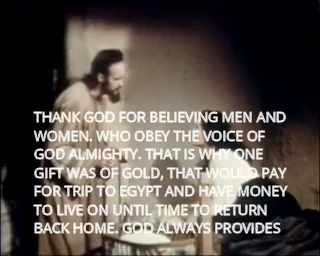 THANK GOD FOR BELIEVING MEN AND
WOMEN. WHO OBEY THE VOICE OF
GOD ALMIGHTY. THAT IS WHY ONE
GIFT WAS OF GOLD, THAT WOULD PAY
FOR TRIP TO EGYPT AND HAVE MONEY
TO LIVE ON UNTIL TIME TO RETURN
BACK HOME. GOD ALWAYS PROVIDES